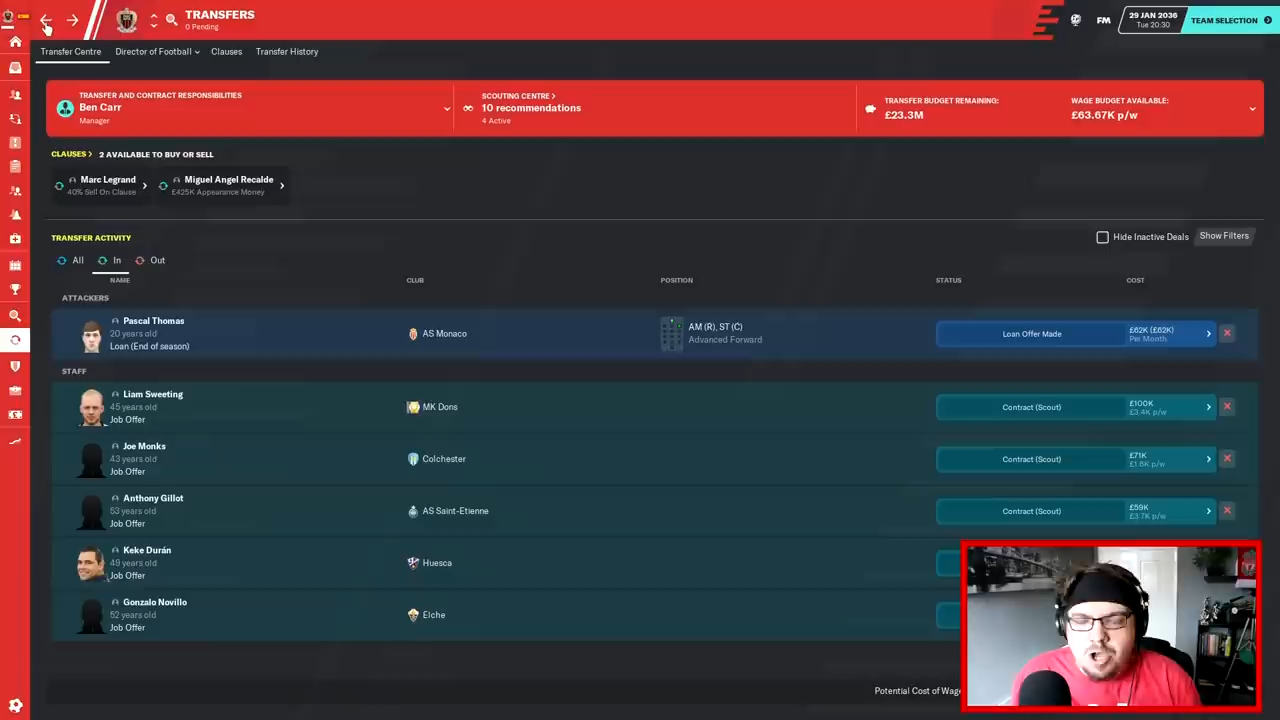 TRANSFERS
0 Pending
FM
29 JAN 2036
Tue 20:30
TEAM SELECTION
Transfer Centre
Director of Football
Clauses
Transfer History
TRANSFER AND CONTRACT RESPONSIBILITIES
Ben Carr
Manager
SCOUTING CENTRE >
10 recommendations
4 Active
TRANSFER BUDGET REMAINING:
£23.3M
WAGE BUDGET AVAILABLE:
£63.67K p/w
CLAUSES > 2 AVAILABLE TO BUY OR SELL
Marc Legrand
40% Sell On Clause
Miguel Angel Recalde
£425K Appearance Money
TRANSFER ACTIVITY
Hide Inactive Deals
Show Filters
All In Out
NAME CLUB POSITION STATUS COST
ATTACKERS
Pascal Thomas
20 years old
Loan (End of season)
AS Monaco
AM (R), ST (C)
Advanced Forward
Loan Offer Made
£62K (£62K)
Per Month
STAFF
Liam Sweeting
45 years old
Job Offer
MK Dons
Contract (Scout)
£100K
£3.4K p/w
Joe Monks
43 years old
Job Offer
Colchester
Contract (Scout)
£71K
£1.6K p/w
Anthony Gillot
53 years old
Job Offer
AS Saint-Etienne
Contract (Scout)
£59K
£3.7K p/w
Keke Durán
49 years old
Job Offer
Huesca
Gonzalo Novillo
52 years old
Job Offer
Elche
Potential Cost of Wage